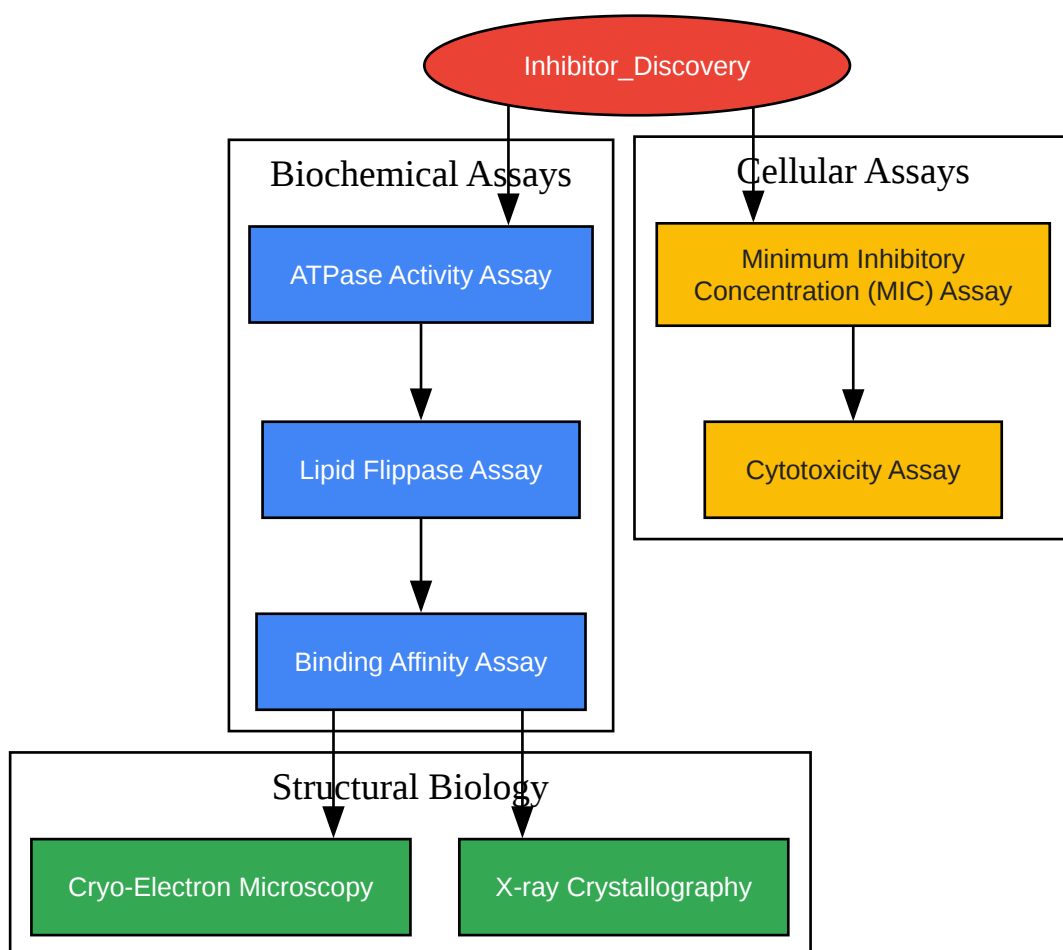 Inhibitor_Discovery
Biochemical Assays
Cellular Assays
ATPase Activity Assay
Minimum Inhibitory
Concentration (MIC) Assay
Lipid Flippase Assay
Cytotoxicity Assay
Binding Affinity Assay
Structural Biology
Cryo-Electron Microscopy
X-ray Crystallography